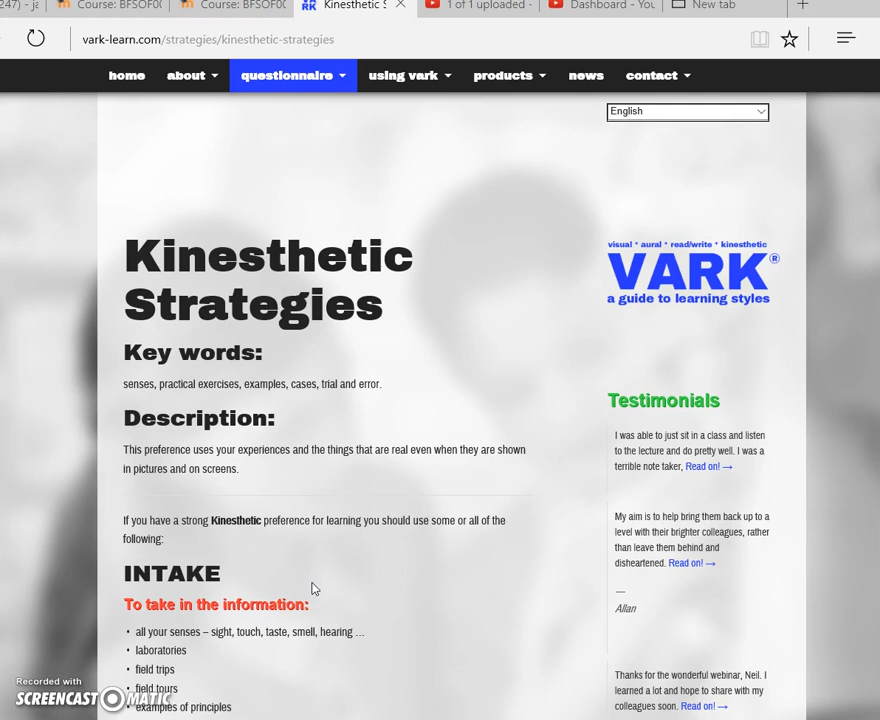 247) - ja
Course: BFSOF0(
Course: BFSOF0(
Kinesthetic S
1 of 1 uploaded -
Dashboard - You
New tab
vark-learn.com/strategies/kinesthetic-strategies
home about questionnaire using vark products news contact
English
Kinesthetic
Strategies
visual * aural * read/write * kinesthetic
VARK®
a guide to learning styles
Key words:
senses, practical exercises, examples, cases, trial and error.
Description:
This preference uses your experiences and the things that are real even when they are shown
in pictures and on screens.
If you have a strong Kinesthetic preference for learning you should use some or all of the
following:
INTAKE
To take in the information:
• all your senses – sight, touch, taste, smell, hearing ...
• laboratories
• field trips
• field tours
• examples of principles
Testimonials
I was able to just sit in a class and listen
to the lecture and do pretty well. I was a
terrible note taker, Read on! →
My aim is to help bring them back up to a
level with their brighter colleagues, rather
than leave them behind and
disheartened. Read on! →
—
Allan
Thanks for the wonderful webinar, Neil. I
learned a lot and hope to share with my
colleagues soon. Read on! →
Recorded with
SCREENCAST-O-MATIC